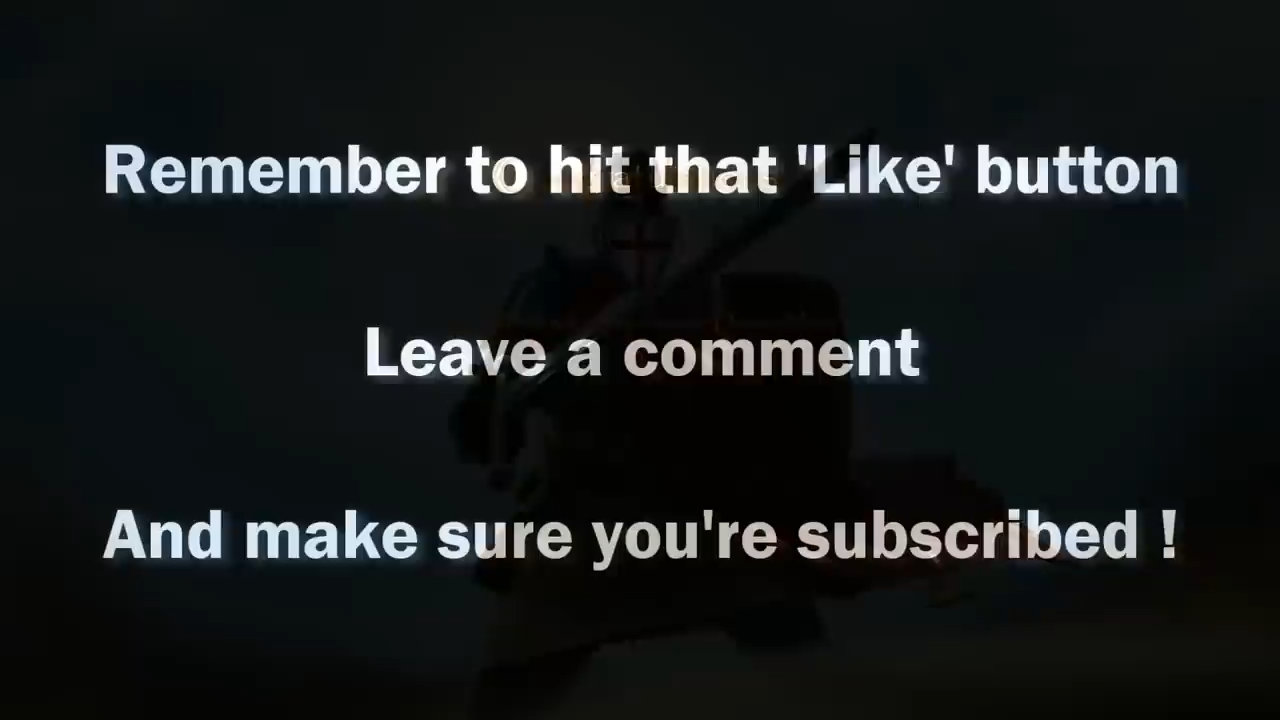 Remember to hit that 'Like' button
Leave a comment
And make sure you're subscribed !